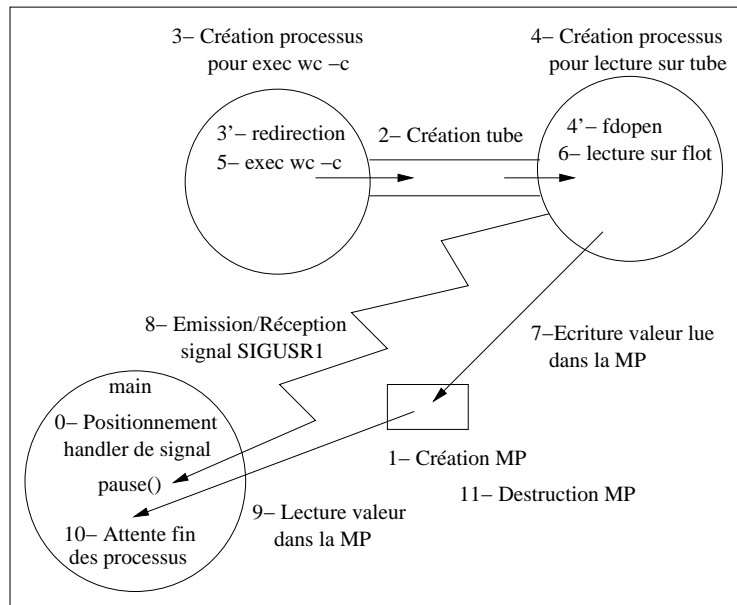 3– Création processus
pour exec wc –c
4– Création processus
pour lecture sur tube
3’– redirection
5– exec wc –c
2– Création tube
4’– fdopen
6– lecture sur flot
8– Emission/Réception
signal SIGUSR1
7–Ecriture valeur lue
dans la MP
main
0– Positionnement
handler de signal
pause()
10– Attente fin
des processus
1– Création MP
11– Destruction MP
9– Lecture valeur
dans la MP